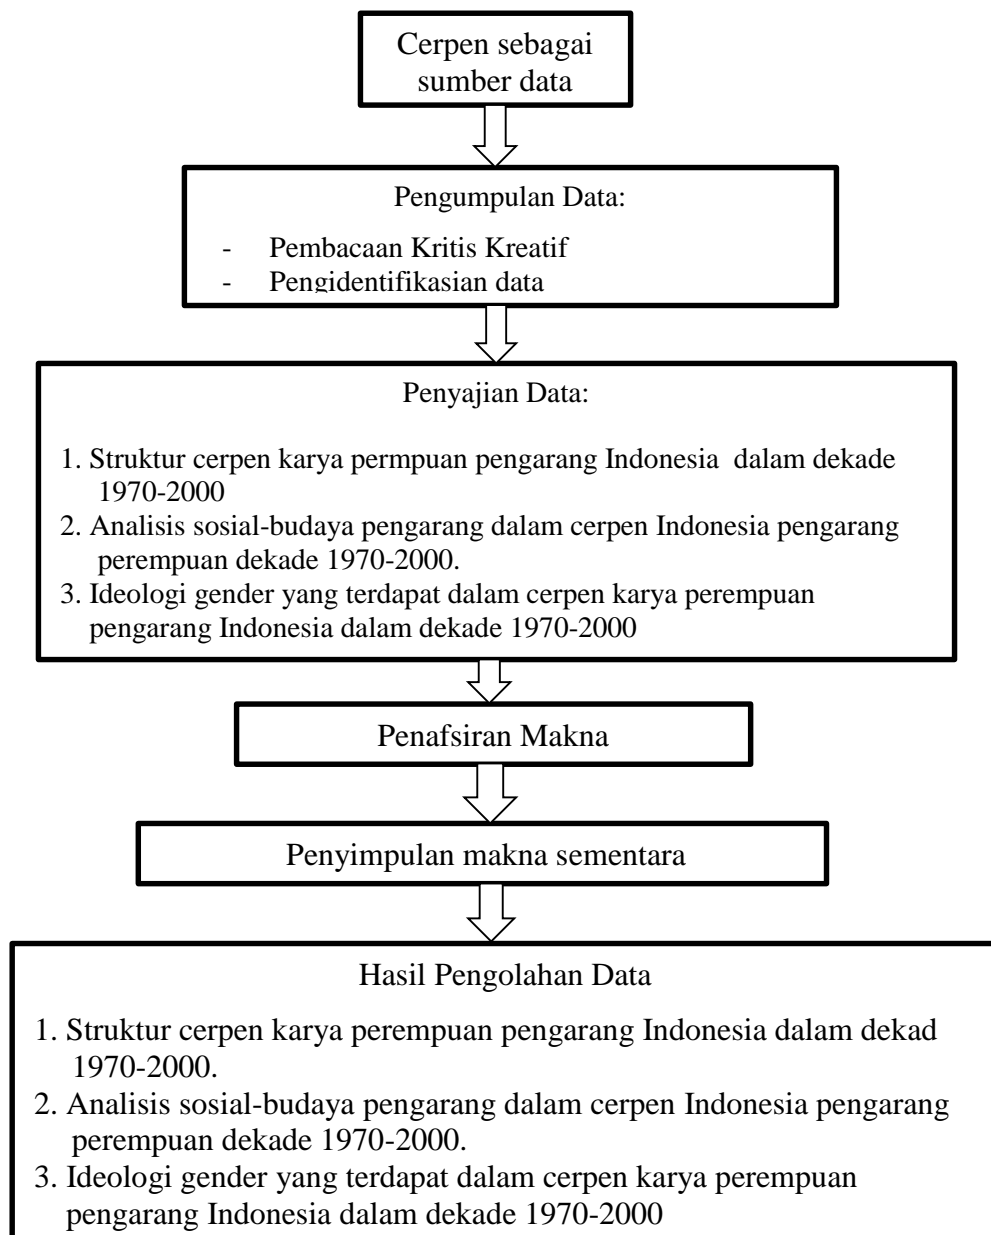 Cerpen sebagai
sumber data
Pengumpulan Data:
- Pembacaan Kritis Kreatif
- Pengidentifikasian data
Penyajian Data:
1. Struktur cerpen karya permpuan pengarang Indonesia dalam dekade
1970-2000
2. Analisis sosial-budaya pengarang dalam cerpen Indonesia pengarang
perempuan dekade 1970-2000.
3. Ideologi gender yang terdapat dalam cerpen karya perempuan
pengarang Indonesia dalam dekade 1970-2000
Penafsiran Makna
Penyimpulan makna sementara
Hasil Pengolahan Data
1. Struktur cerpen karya perempuan pengarang Indonesia dalam dekad
1970-2000.
2. Analisis sosial-budaya pengarang dalam cerpen Indonesia pengarang
perempuan dekade 1970-2000.
3. Ideologi gender yang terdapat dalam cerpen karya perempuan
pengarang Indonesia dalam dekade 1970-2000